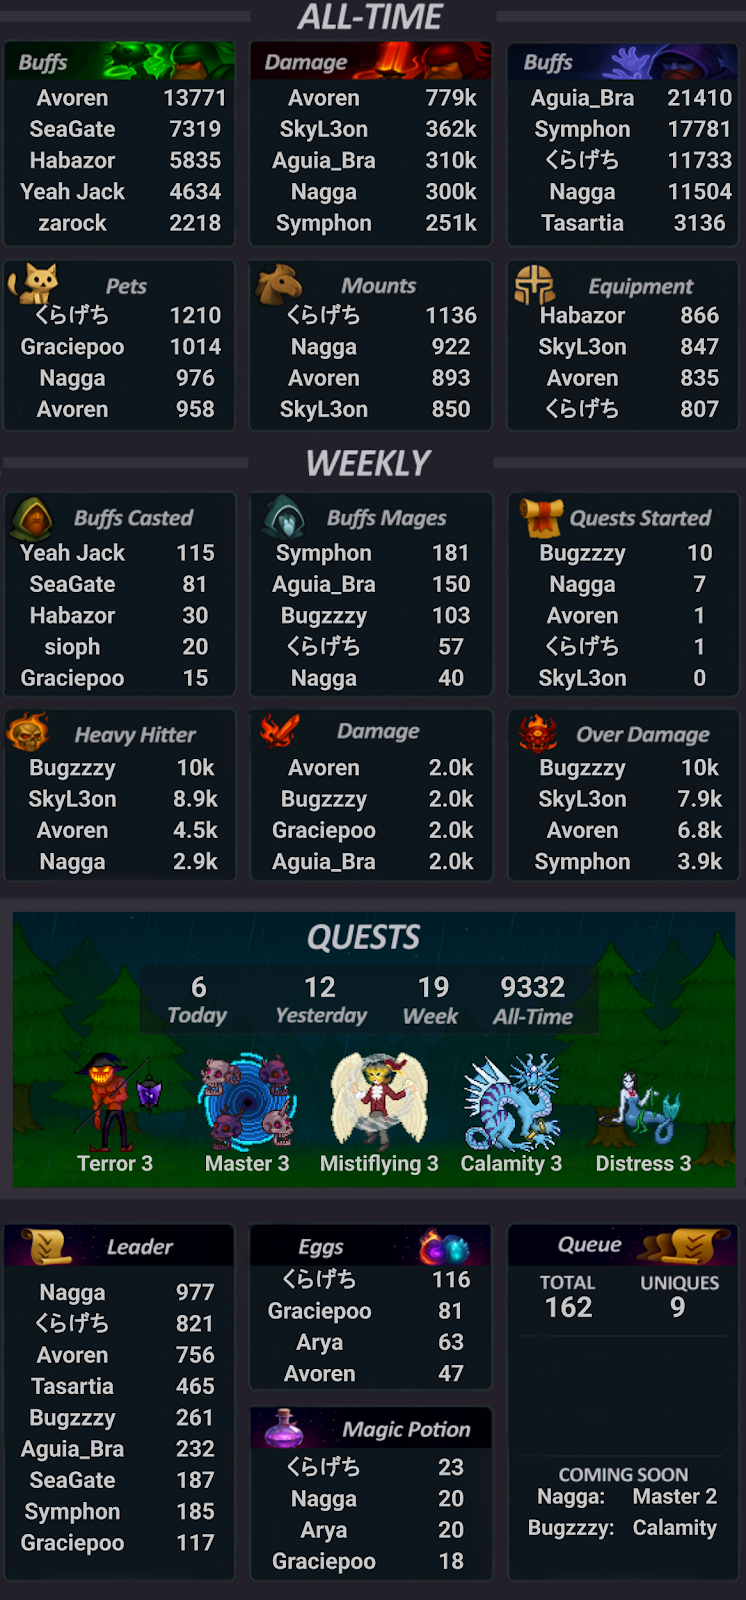 ALL-TIME
Buffs
Avoren 13771
SeaGate 7319
Habazor 5835
Yeah Jack 4634
zarock 2218
Damage
Avoren 779k
SkyL3on 362k
Aguia_Bra 310k
Nagga 300k
Symphon 251k
Buffs
Aguia_Bra 21410
Symphon 17781
くらげち 11733
Nagga 11504
Tasartia 3136
Pets
くらげち 1210
Graciepoo 1014
Nagga 976
Avoren 958
Mounts
くらげち 1136
Nagga 922
Avoren 893
SkyL3on 850
Equipment
Habazor 866
SkyL3on 847
Avoren 835
くらげち 807
WEEKLY
Buffs Casted
Yeah Jack 115
SeaGate 81
Habazor 30
sioph 20
Graciepoo 15
Buffs Mages
Symphon 181
Aguia_Bra 150
Bugzzzy 103
くらげち 57
Nagga 40
Quests Started
Bugzzzy 10
Nagga 7
Avoren 1
くらげち 1
SkyL3on 0
Heavy Hitter
Bugzzzy 10k
SkyL3on 8.9k
Avoren 4.5k
Nagga 2.9k
Damage
Avoren 2.0k
Bugzzzy 2.0k
Graciepoo 2.0k
Aguia_Bra 2.0k
Over Damage
Bugzzzy 10k
SkyL3on 7.9k
Avoren 6.8k
Symphon 3.9k
QUESTS
6 12 19 9332
Today Yesterday Week All-Time
Terror 3 Master 3 Mistiflying 3 Calamity 3 Distress 3
Leader
Nagga 977
くらげち 821
Avoren 756
Tasartia 465
Bugzzzy 261
Aguia_Bra 232
SeaGate 187
Symphon 185
Graciepoo 117
Eggs
くらげち 116
Graciepoo 81
Arya 63
Avoren 47
Magic Potion
くらげち 23
Nagga 20
Arya 20
Graciepoo 18
Queue
TOTAL UNIQUES
162 9
COMING SOON
Nagga: Master 2
Bugzzzy: Calamity